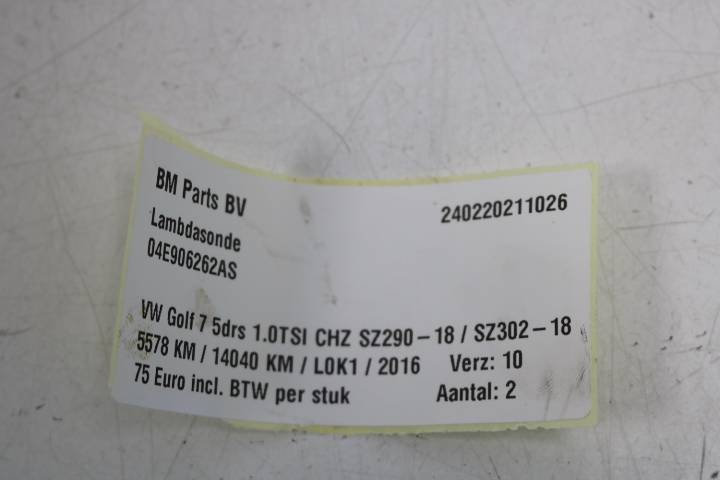 BM Parts BV 240220211026
Lambdasonde
04E906262AS
VW Golf 7 5drs 1.0TSI CHZ SZ290-18 / SZ302-18
5578 KM / 14040 KM / L0K1 / 2016 Verz: 10
75 Euro incl. BTW per stuk Aantal: 2